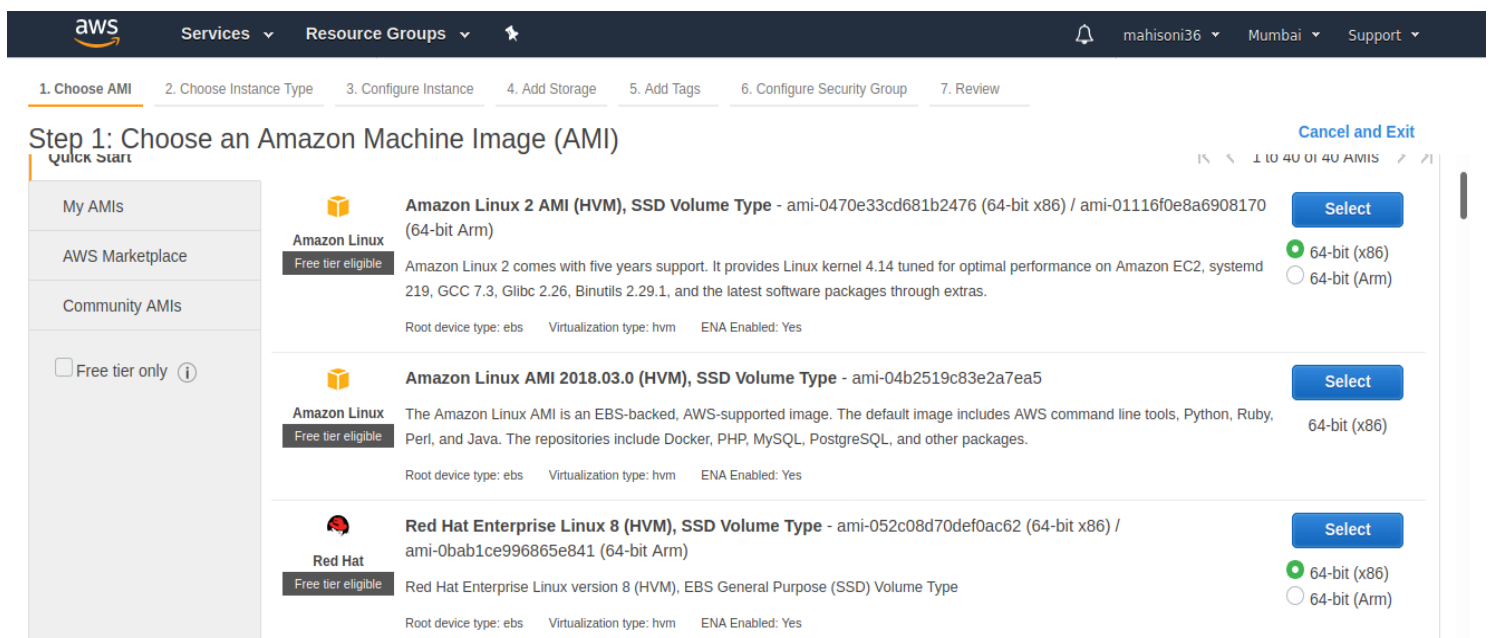 aws Services Resource Groups mahisoni36 Mumbai Support
1. Choose AMI 2. Choose Instance Type 3. Configure Instance 4. Add Storage 5. Add Tags 6. Configure Security Group 7. Review
Step 1: Choose an Amazon Machine Image (AMI)
Cancel and Exit
Quick Start
1 to 40 of 40 AMIs
My AMIs
AWS Marketplace
Community AMIs
Free tier only
Amazon Linux
Free tier eligible
Amazon Linux 2 AMI (HVM), SSD Volume Type - ami-0470e33cd681b2476 (64-bit x86) / ami-01116f0e8a6908170
(64-bit Arm)
Amazon Linux 2 comes with five years support. It provides Linux kernel 4.14 tuned for optimal performance on Amazon EC2, systemd
219, GCC 7.3, Glibc 2.26, Binutils 2.29.1, and the latest software packages through extras.
Root device type: ebs Virtualization type: hvm ENA Enabled: Yes
Select
64-bit (x86)
64-bit (Arm)
Amazon Linux
Free tier eligible
Amazon Linux AMI 2018.03.0 (HVM), SSD Volume Type - ami-04b2519c83e2a7ea5
The Amazon Linux AMI is an EBS-backed, AWS-supported image. The default image includes AWS command line tools, Python, Ruby,
Perl, and Java. The repositories include Docker, PHP, MySQL, PostgreSQL, and other packages.
Root device type: ebs Virtualization type: hvm ENA Enabled: Yes
Select
64-bit (x86)
Red Hat
Free tier eligible
Red Hat Enterprise Linux 8 (HVM), SSD Volume Type - ami-052c08d70def0ac62 (64-bit x86) /
ami-0bab1ce996865e841 (64-bit Arm)
Red Hat Enterprise Linux version 8 (HVM), EBS General Purpose (SSD) Volume Type
Root device type: ebs Virtualization type: hvm ENA Enabled: Yes
Select
64-bit (x86)
64-bit (Arm)